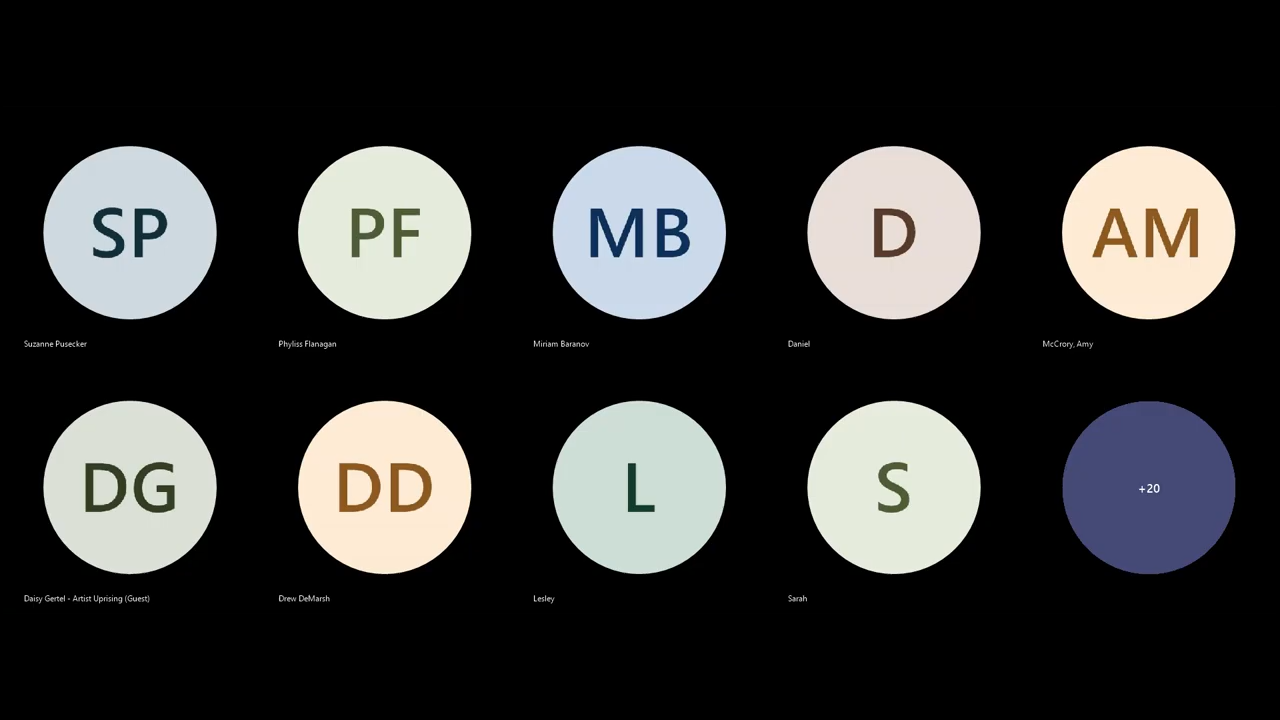 SP
PF
MB
D
AM
Suzanne Pusecker
Phyliss Flanagan
Miriam Baranov
Daniel
McCrory, Amy
DG
DD
L
S
+20
Daisy Gertel - Artist Uprising (Guest)
Drew DeMarsh
Lesley
Sarah